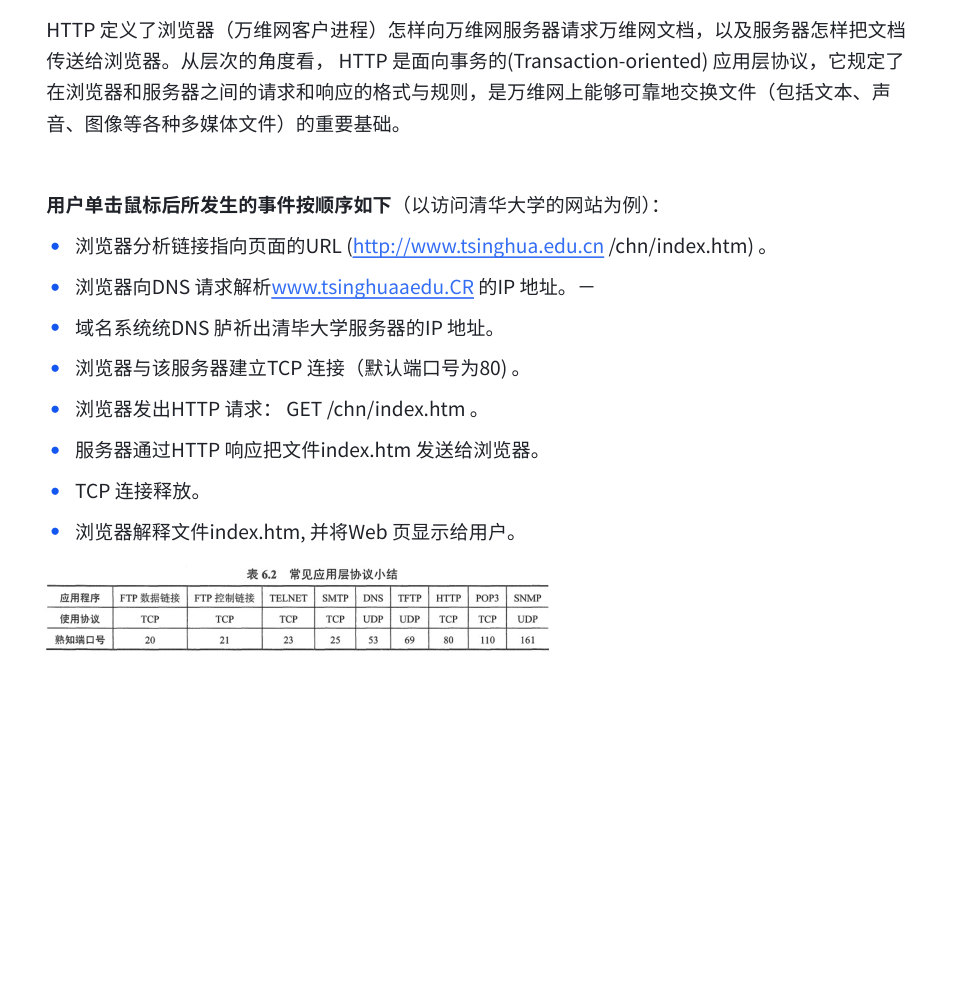 HTTP 定义了浏览器（万维网客户进程）怎样向万维网服务器请求万维网文档，以及服务器怎样把文档
传送给浏览器。从层次的角度看， HTTP 是面向事务的(Transaction-oriented) 应用层协议，它规定了
在浏览器和服务器之间的请求和响应的格式与规则，是万维网上能够可靠地交换文件（包括文本、声
音、图像等各种多媒体文件）的重要基础。
用户单击鼠标后所发生的事件按顺序如下（以访问清华大学的网站为例）：
浏览器分析链接指向页面的URL (http://www.tsinghua.edu.cn /chn/index.htm) 。
浏览器向DNS 请求解析www.tsinghuaaedu.CR 的IP 地址。一
域名系统统DNS 胪祈出清毕大学服务器的IP 地址。
浏览器与该服务器建立TCP 连接（默认端口号为80) 。
浏览器发出HTTP 请求： GET /chn/index.htm 。
服务器通过HTTP 响应把文件index.htm 发送给浏览器。
TCP 连接释放。
浏览器解释文件index.htm, 并将Web 页显示给用户。
表 6.2 常见应用层协议小结
应用程序 FTP 数据链接 FTP 控制链接 TELNET SMTP DNS TFTP HTTP POP3 SNMP
使用协议 TCP TCP TCP TCP UDP UDP TCP TCP UDP
熟知端口号 20 21 23 25 53 69 80 110 161